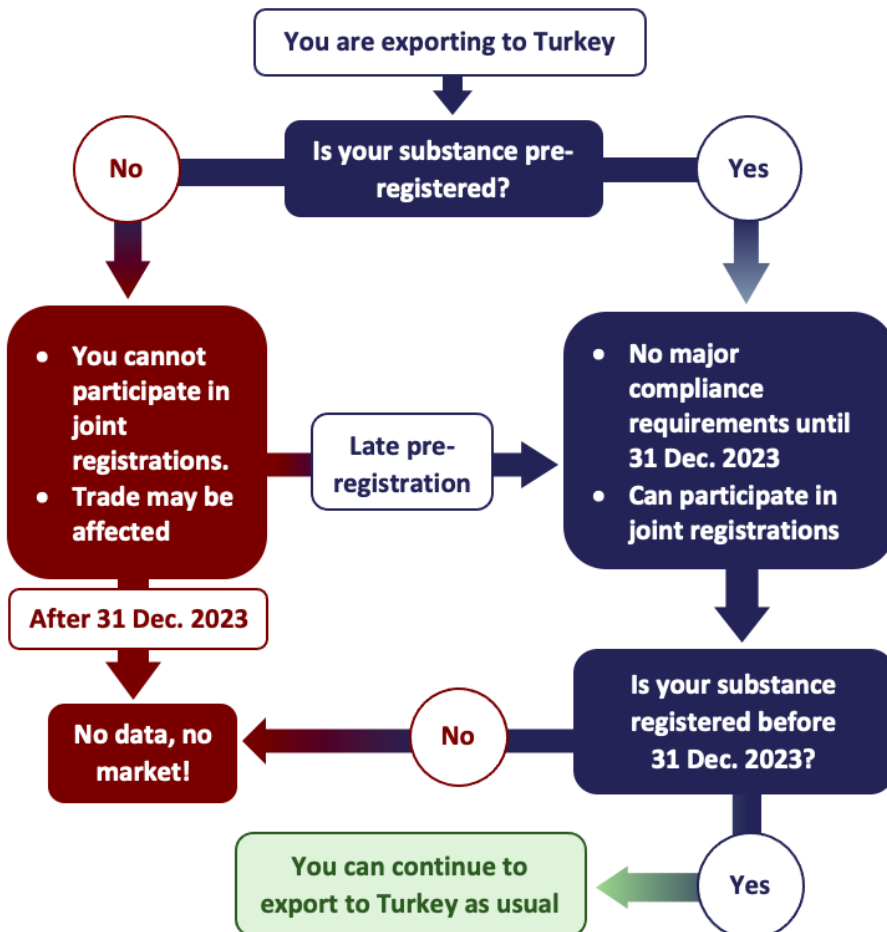 You are exporting to Turkey
Is your substance pre-
registered?
No
Yes
• You cannot
participate in
joint
registrations.
• Trade may be
affected
Late pre-
registration
• No major
compliance
requirements until
31 Dec. 2023
• Can participate in
joint registrations
After 31 Dec. 2023
No data, no
market!
No
Is your substance
registered before
31 Dec. 2023?
You can continue to
export to Turkey as usual
Yes